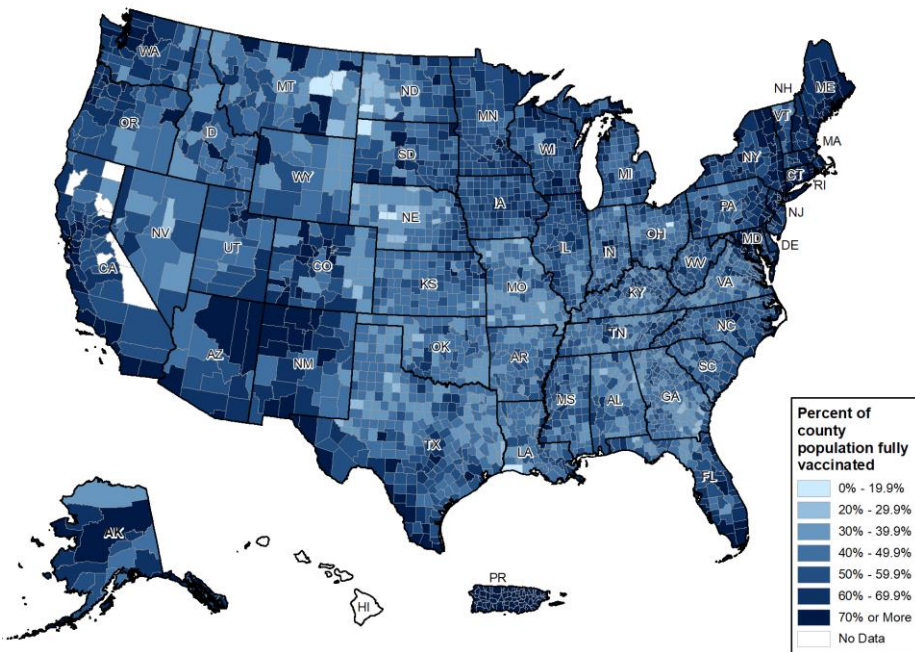 WA
MT
ND
MN
ME
NH
VT
OR
ID
SD
WI
MI
NY
MA
WY
CT
RI
IA
PA
NJ
NE
NV
UT
IL
IN
OH
MD
DE
CA
CO
WV
VA
KS
MO
KY
AZ
NM
OK
AR
TN
NC
SC
MS
AL
GA
TX
LA
FL
AK
HI
PR
Percent of
county
population fully
vaccinated
0% - 19.9%
20% - 29.9%
30% - 39.9%
40% - 49.9%
50% - 59.9%
60% - 69.9%
70% or More
No Data